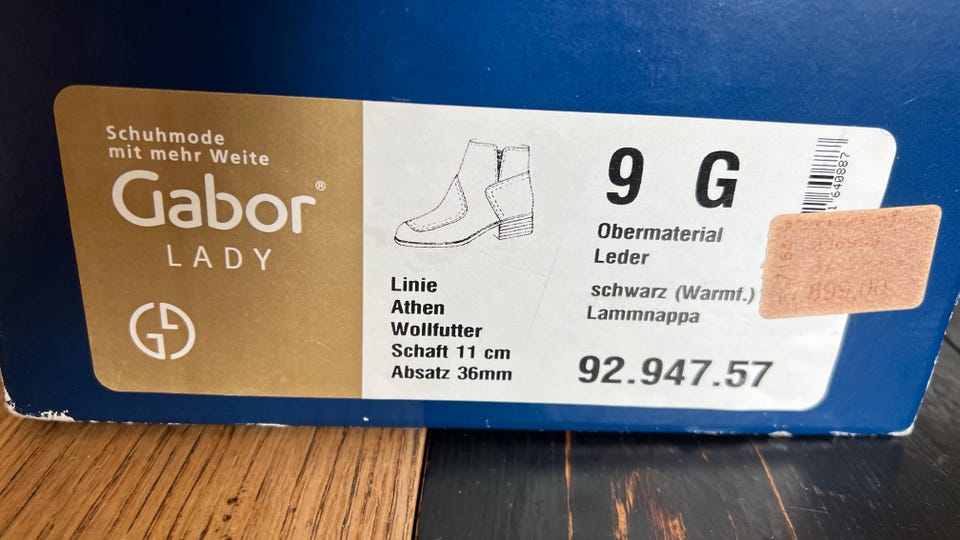 Schuhmode
mit mehr Weite
Gabor®
LADY
Linie
Athen
Wollfutter
Schaft 11 cm
Absatz 36mm
9 G
Obermaterial
Leder
schwarz (Warmf.)
Lammnappa
92.947.57
1640887